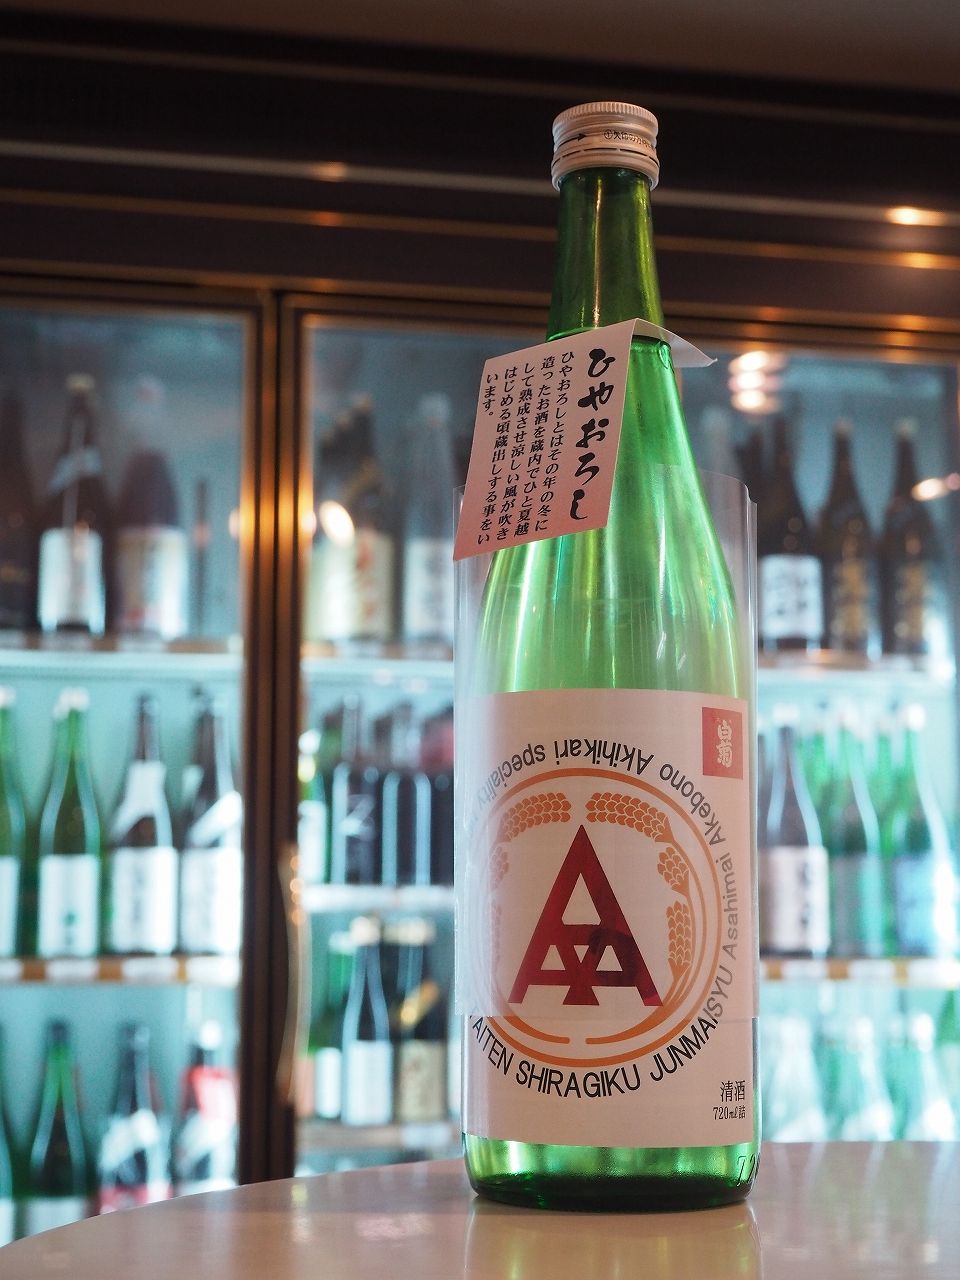 ひやおろし
ひやおろしとはその年の冬に
造ったお酒を蔵内でひと夏越
して熟成させ涼しい風が吹き
はじめる頃蔵出しする事をい
います。
白菊
Asahimai Akebono Akihikari specialty
AITEN SHIRAGIKU JUNMAISYU
清酒
720ml詰